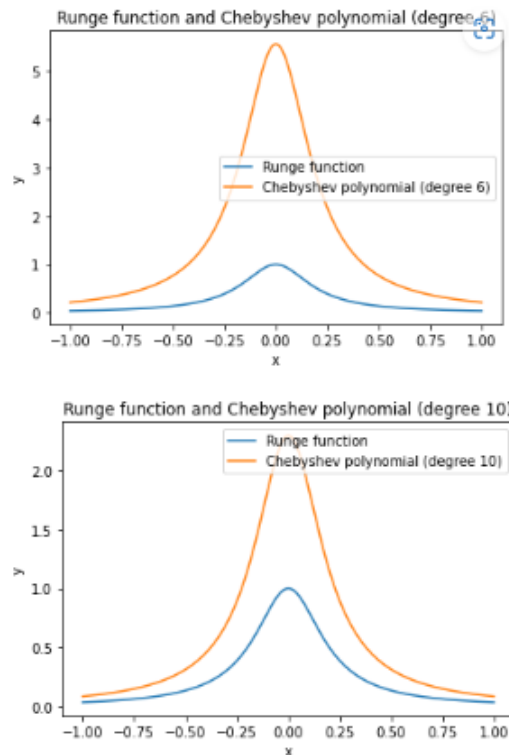 Runge function and Chebyshev polynomial (degree 6)
5
4
3
2
1
0
y
Runge function
Chebyshev polynomial (degree 6)
−1.00 −0.75 −0.50 −0.25 0.00 0.25 0.50 0.75 1.00
x
Runge function and Chebyshev polynomial (degree 10)
2.0
1.5
1.0
0.5
0.0
y
Runge function
Chebyshev polynomial (degree 10)
−1.00 −0.75 −0.50 −0.25 0.00 0.25 0.50 0.75 1.00
x